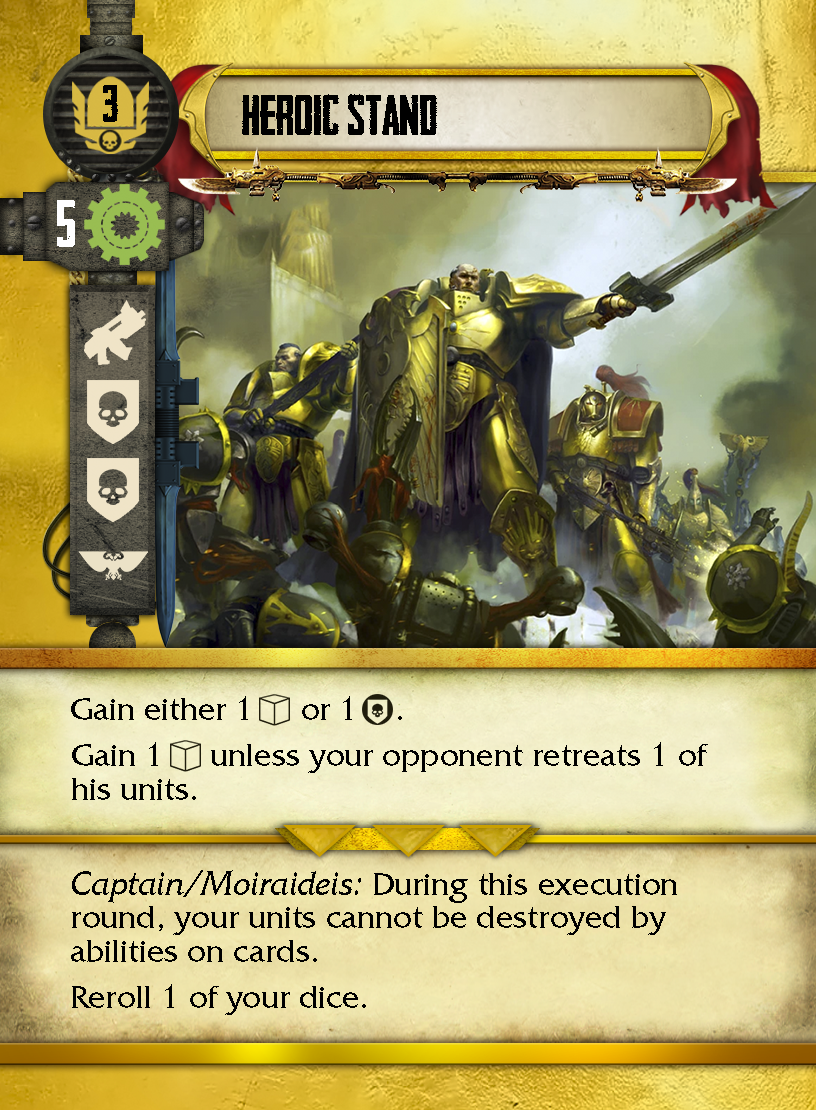 3
HEROIC STAND
5
Gain either 1 or 1.
Gain 1 unless your opponent retreats 1 of
his units.
Captain/Moiraideis: During this execution
round, your units cannot be destroyed by
abilities on cards.
Reroll 1 of your dice.